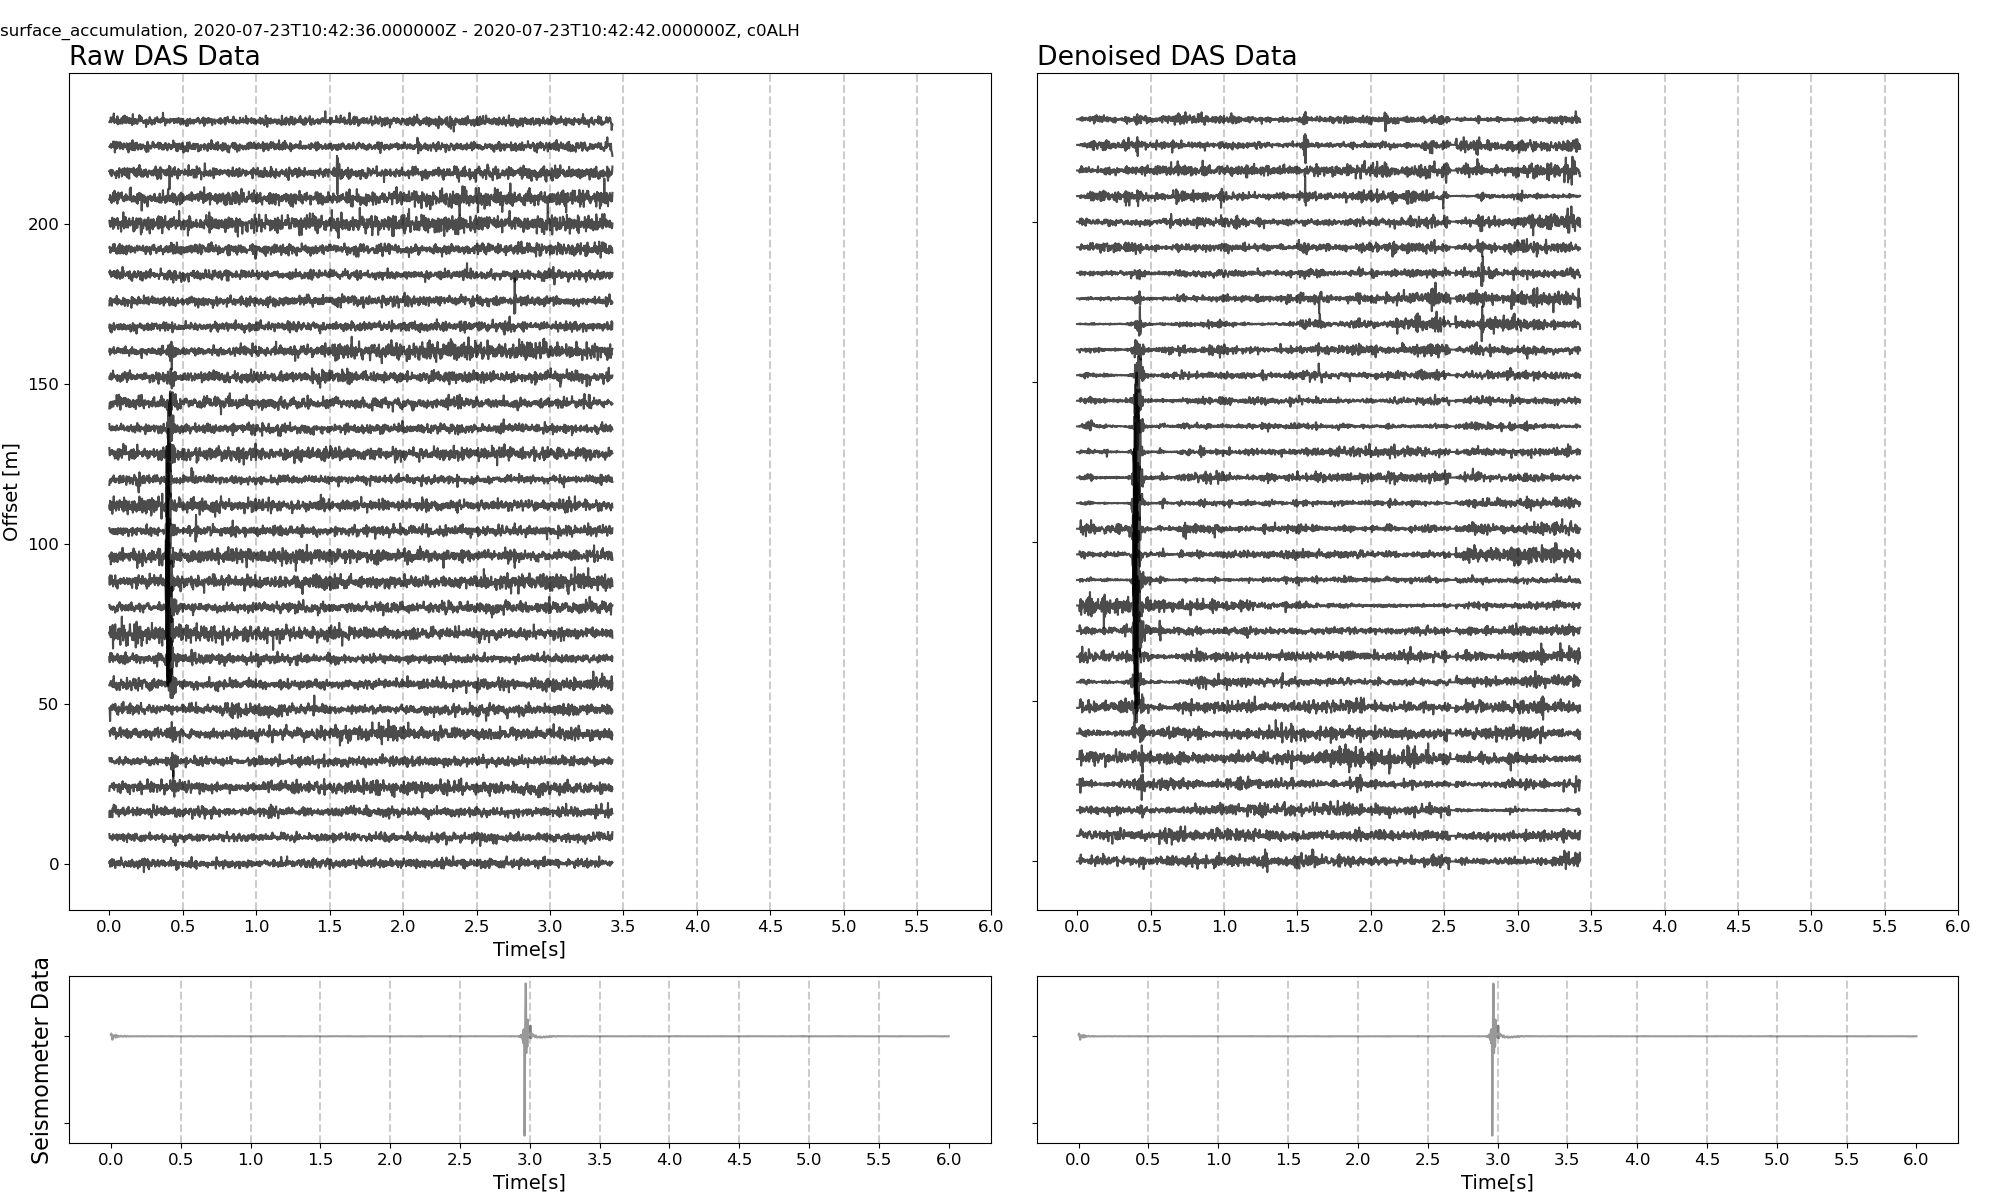 surface_accumulation, 2020-07-23T10:42:36.000000Z - 2020-07-23T10:42:42.000000Z, c0ALH
Raw DAS Data
Denoised DAS Data
Offset [m]
200
150
100
50
0
0.0 0.5 1.0 1.5 2.0 2.5 3.0 3.5 4.0 4.5 5.0 5.5 6.0
Time[s]
0.0 0.5 1.0 1.5 2.0 2.5 3.0 3.5 4.0 4.5 5.0 5.5 6.0
Seismometer Data
0.0 0.5 1.0 1.5 2.0 2.5 3.0 3.5 4.0 4.5 5.0 5.5 6.0
Time[s]
0.0 0.5 1.0 1.5 2.0 2.5 3.0 3.5 4.0 4.5 5.0 5.5 6.0
Time[s]